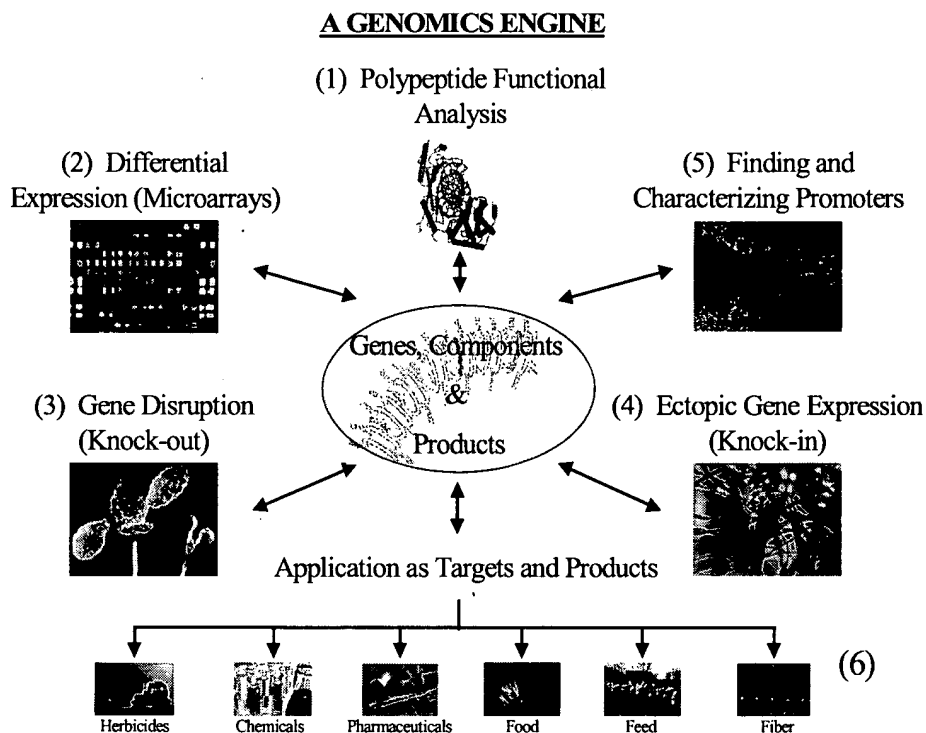 A GENOMICS ENGINE
(1) Polypeptide Functional
Analysis
(2) Differential
Expression (Microarrays)
(5) Finding and
Characterizing Promoters
Genes, Components
&
Products
(3) Gene Disruption
(Knock-out)
(4) Ectopic Gene Expression
(Knock-in)
Application as Targets and Products
(6)
Herbicides
Chemicals
Pharmaceuticals
Food
Feed
Fiber